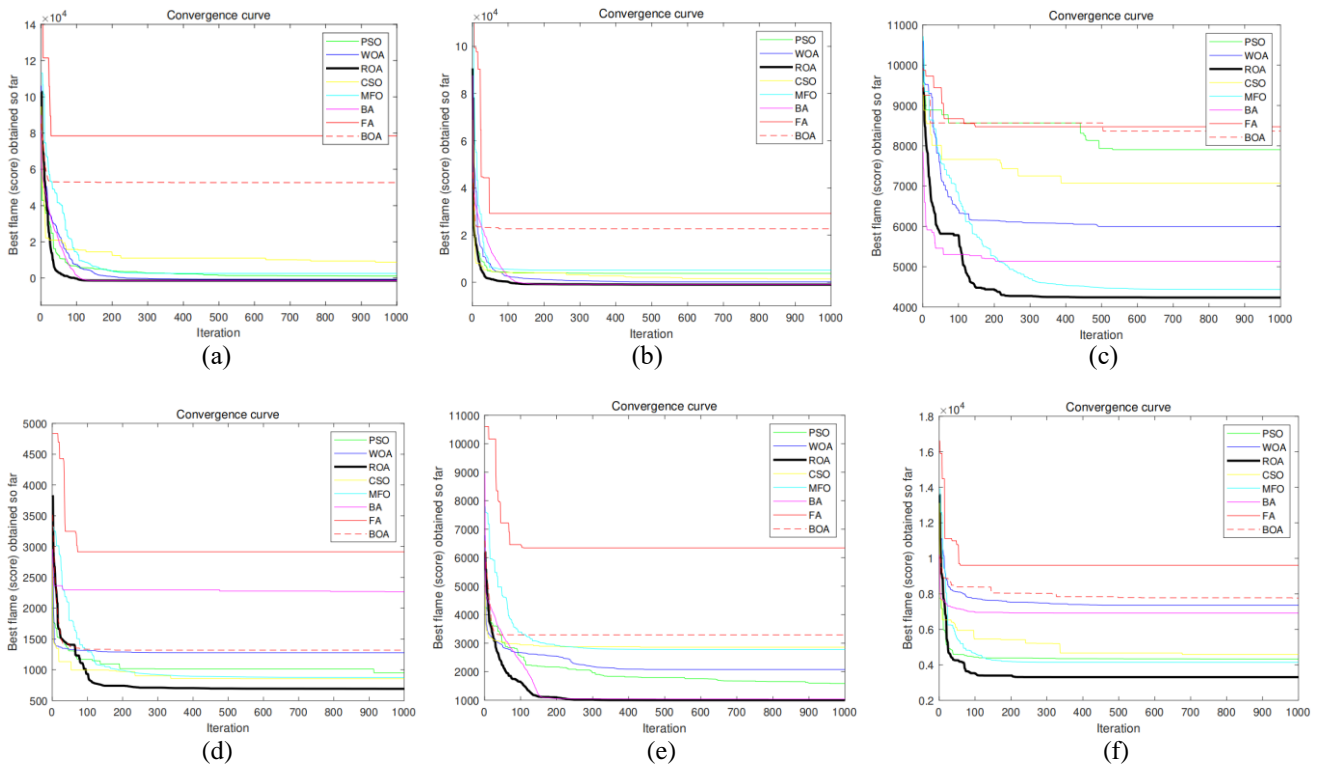 Convergence curve
×10^4
14
12
10
8
6
4
2
0
Best flame (score) obtained so far
PSO
WOA
ROA
CSO
MFO
BA
FA
BOA
0 100 200 300 400 500 600 700 800 900 1000
Iteration
(a)
Convergence curve
×10^4
10
8
6
4
2
0
Best flame (score) obtained so far
PSO
WOA
ROA
CSO
MFO
BA
FA
BOA
0 100 200 300 400 500 600 700 800 900 1000
Iteration
(b)
Convergence curve
11000
10000
9000
8000
7000
6000
5000
4000
Best flame (score) obtained so far
PSO
WOA
ROA
CSO
MFO
BA
FA
BOA
0 100 200 300 400 500 600 700 800 900 1000
Iteration
(c)
Convergence curve
5000
4500
4000
3500
3000
2500
2000
1500
1000
500
Best flame (score) obtained so far
PSO
WOA
ROA
CSO
MFO
BA
FA
BOA
0 100 200 300 400 500 600 700 800 900 1000
Iteration
(d)
Convergence curve
11000
10000
9000
8000
7000
6000
5000
4000
3000
2000
1000
Best flame (score) obtained so far
PSO
WOA
ROA
CSO
MFO
BA
FA
BOA
0 100 200 300 400 500 600 700 800 900 1000
Iteration
(e)
Convergence curve
×10^4
1.8
1.6
1.4
1.2
1
0.8
0.6
0.4
0.2
Best flame (score) obtained so far
PSO
WOA
ROA
CSO
MFO
BA
FA
BOA
0 100 200 300 400 500 600 700 800 900 1000
Iteration
(f)